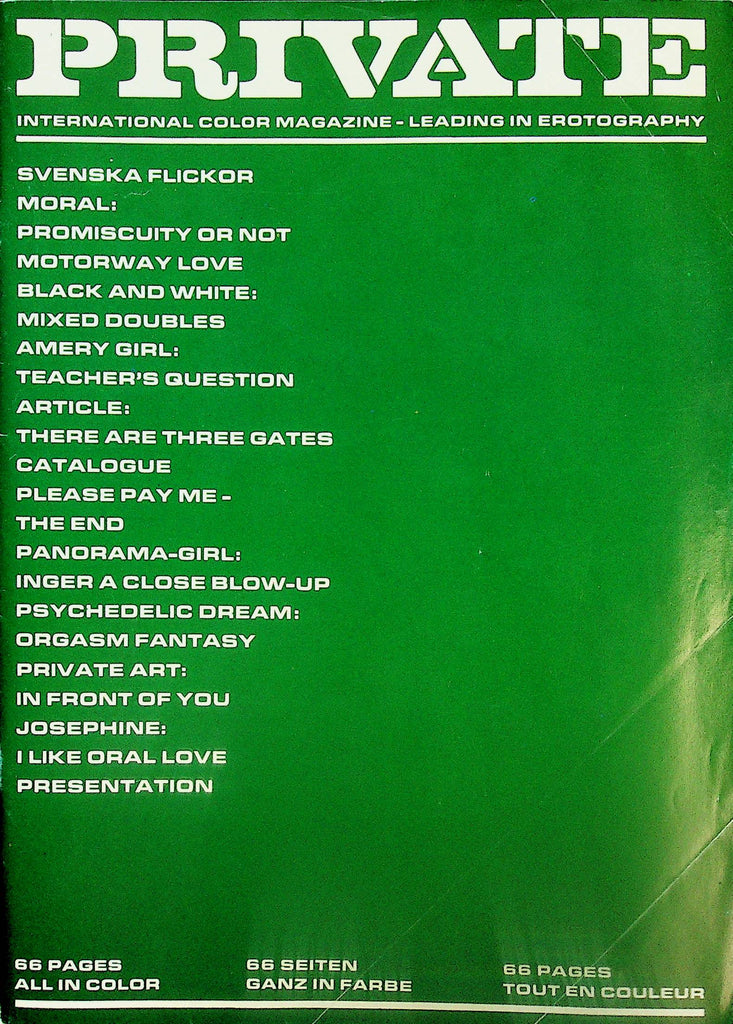 PRIVATE
INTERNATIONAL COLOR MAGAZINE - LEADING IN EROTOGRAPHY
SVENSKA FLICKOR
MORAL:
PROMISCUITY OR NOT
MOTORWAY LOVE
BLACK AND WHITE:
MIXED DOUBLES
AMERY GIRL:
TEACHER'S QUESTION
ARTICLE:
THERE ARE THREE GATES
CATALOGUE
PLEASE PAY ME -
THE END
PANORAMA-GIRL:
INGER A CLOSE BLOW-UP
PSYCHEDELIC DREAM:
ORGASM FANTASY
PRIVATE ART:
IN FRONT OF YOU
JOSEPHINE:
I LIKE ORAL LOVE
PRESENTATION
66 PAGES
ALL IN COLOR
66 SEITEN
GANZ IN FARBE
66 PAGES
TOUT EN COULEUR